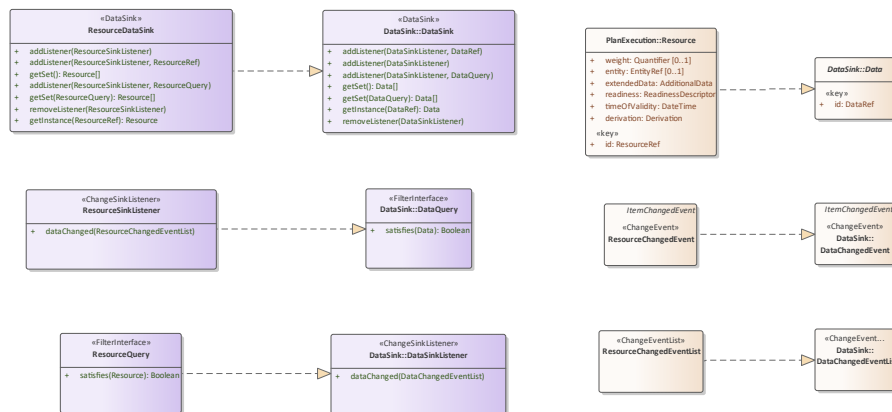 «DataSink»
ResourceDataSink
+ addListener(ResourceSinkListener)
+ addListener(ResourceSinkListener, ResourceRef)
+ getSet(): Resource[]
+ addListener(ResourceSinkListener, ResourceQuery)
+ getSet(ResourceQuery): Resource[]
+ removeListener(ResourceSinkListener)
+ getInstance(ResourceRef): Resource
«DataSink»
DataSink::DataSink
+ addListener(DataSinkListener, DataRef)
+ addListener(DataSinkListener)
+ addListener(DataSinkListener, DataQuery)
+ getSet(): Data[]
+ getSet(DataQuery): Data[]
+ getInstance(DataRef): Data
+ removeListener(DataSinkListener)
PlanExecution::Resource
+ weight: Quantifier [0..1]
+ entity: EntityRef [0..1]
+ extendedData: AdditionalData
+ readiness: ReadinessDescriptor
+ timeOfValidity: DateTime
+ derivation: Derivation
«key»
+ id: ResourceRef
DataSink::Data
«key»
+ id: DataRef
«ChangeSinkListener»
ResourceSinkListener
+ dataChanged(ResourceChangedEventList)
«FilterInterface»
DataSink::DataQuery
+ satisfies(Data): Boolean
ItemChangedEvent
«ChangeEvent»
ResourceChangedEvent
ItemChangedEvent
«ChangeEvent»
DataSink::
DataChangedEvent
«FilterInterface»
ResourceQuery
+ satisfies(Resource): Boolean
«ChangeSinkListener»
DataSink::DataSinkListener
+ dataChanged(DataChangedEventList)
«ChangeEventList»
ResourceChangedEventList
«ChangeEvent...
DataSink::
DataChangedEventLi